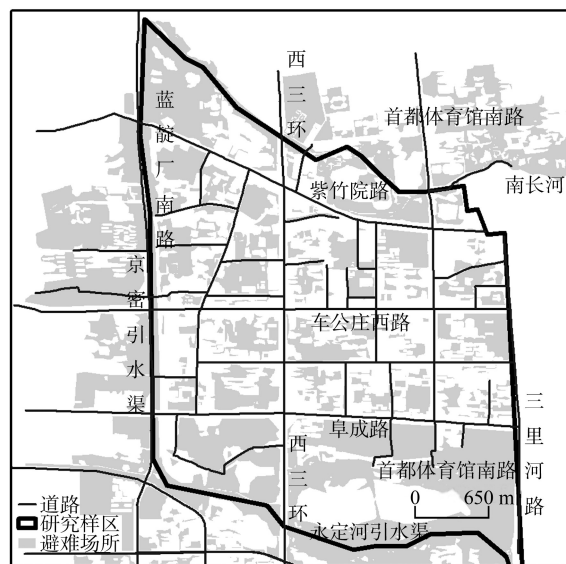 西三环
蓝靛厂南路
首都体育馆南路
南长河
紫竹院路
京密引水渠
车公庄西路
三里河路
阜成路
西三环
首都体育馆南路
0 650 m
永定河引水渠
道路
研究样区
避难场所